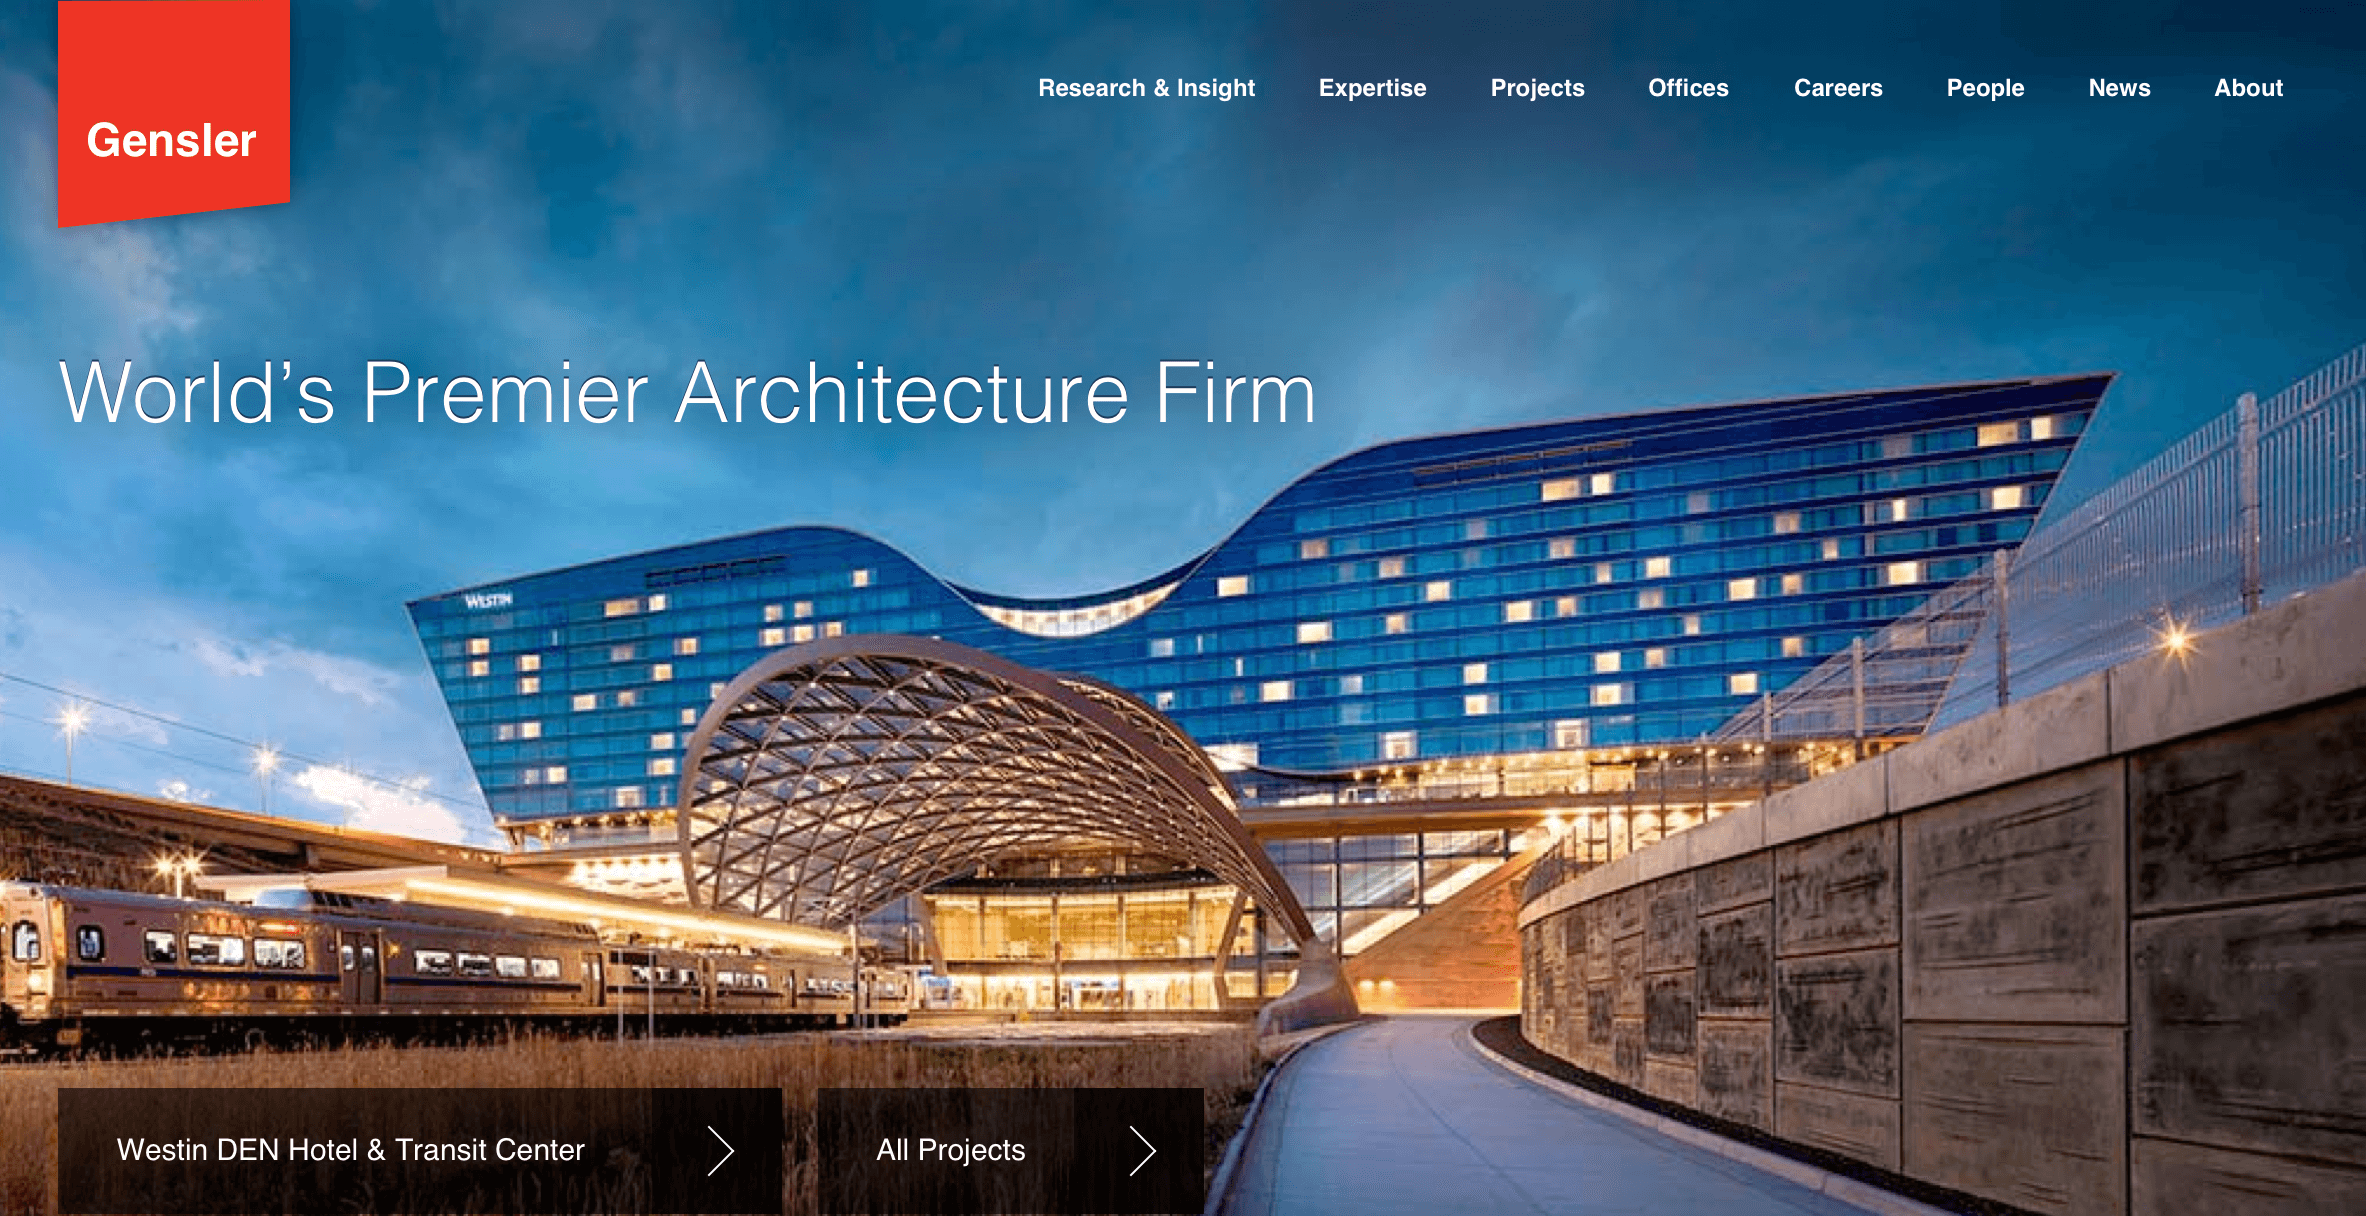 Gensler
Research & Insight
Expertise
Projects
Offices
Careers
People
News
About
World’s Premier Architecture Firm
WESTIN
Westin DEN Hotel & Transit Center
All Projects